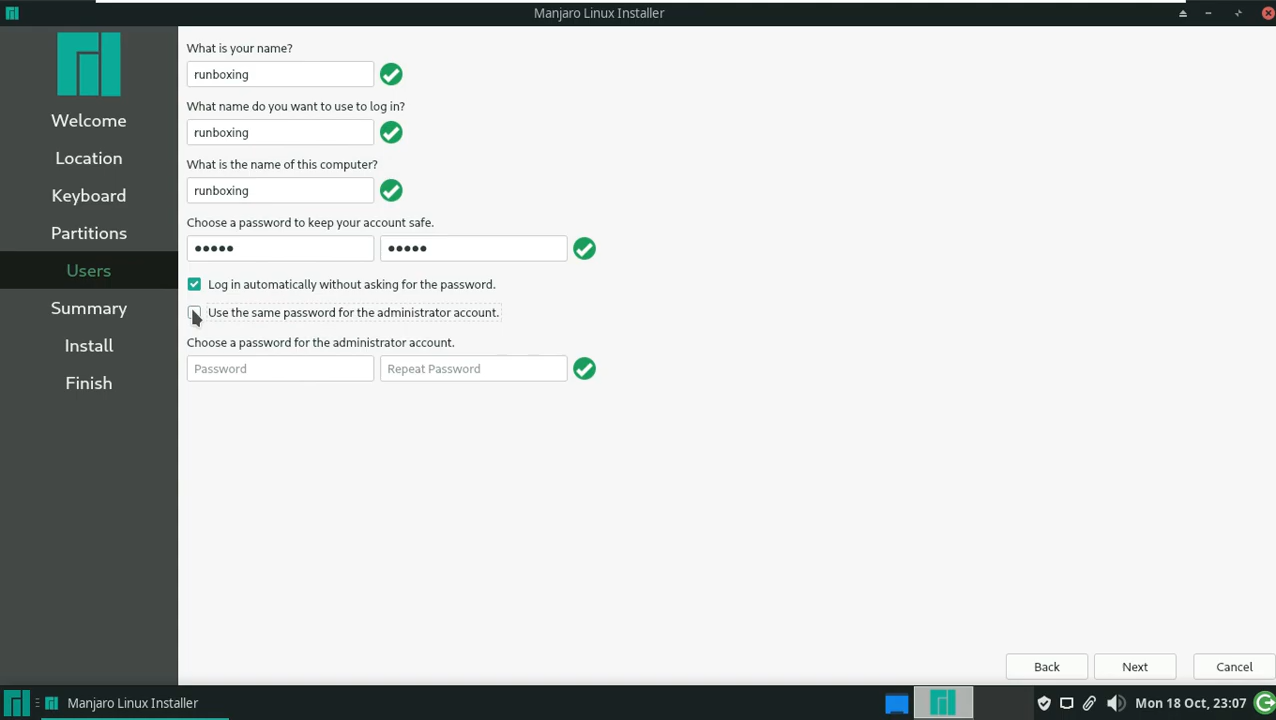 Manjaro Linux Installer
What is your name?
runboxing
What name do you want to use to log in?
runboxing
What is the name of this computer?
runboxing
Choose a password to keep your account safe.
●●●●● ●●●●●
Log in automatically without asking for the password.
Use the same password for the administrator account.
Choose a password for the administrator account.
Password Repeat Password
Welcome
Location
Keyboard
Partitions
Users
Summary
Install
Finish
Back Next Cancel
Manjaro Linux Installer Mon 18 Oct, 23:07